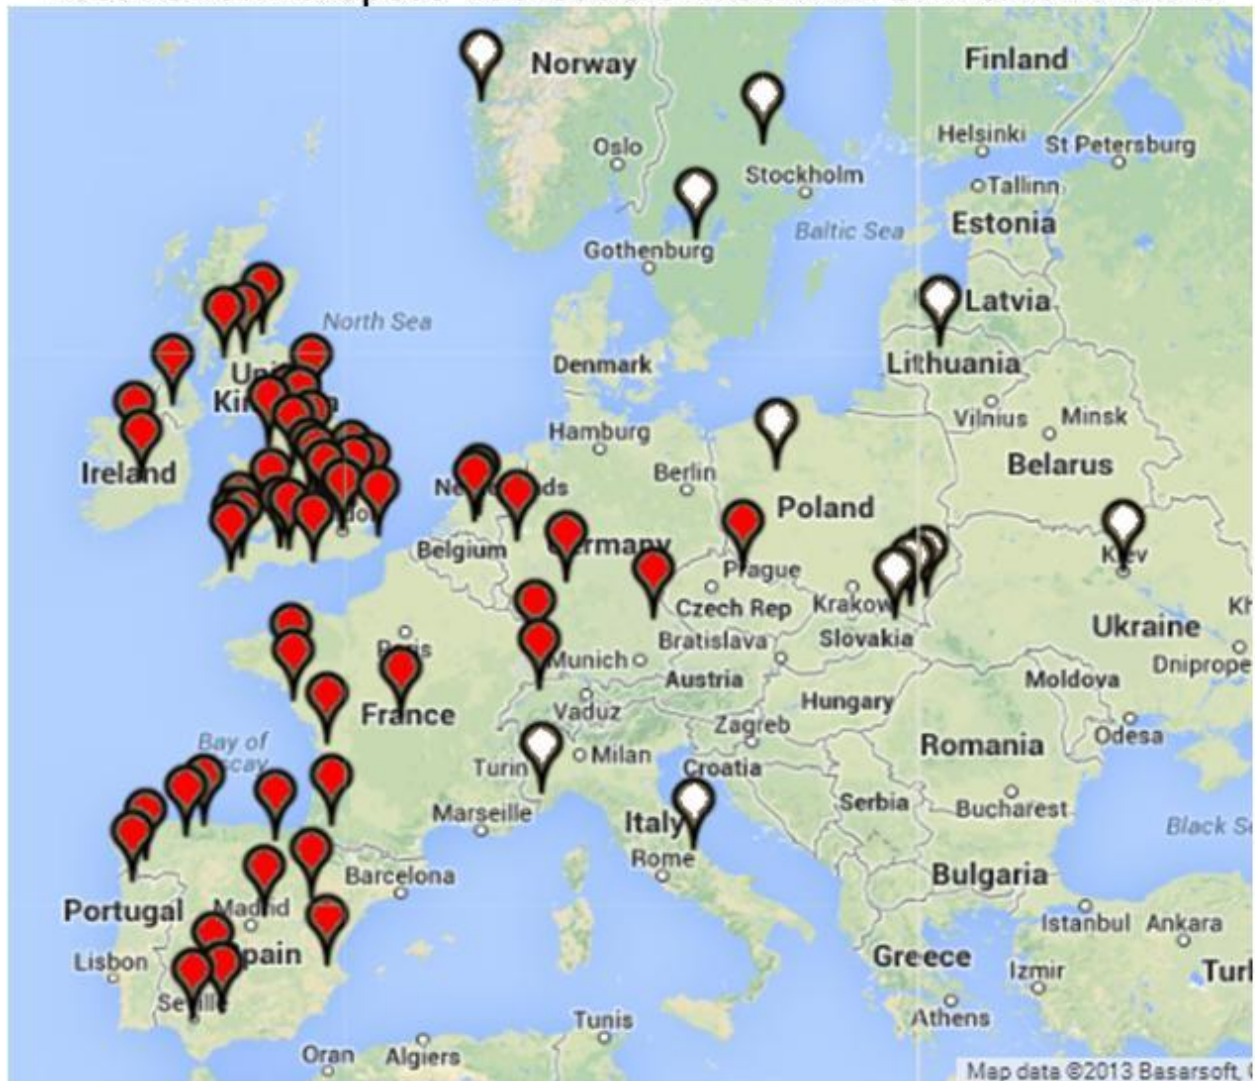 Norway
Finland
Helsinki
St Petersburg
Oslo
Stockholm
Tallinn
Estonia
Baltic Sea
Gothenburg
Latvia
North Sea
Denmark
Lithuania
Vilnius
Minsk
Hamburg
Belarus
Ireland
Berlin
Poland
Belgium
Prague
Czech Rep
Krakow
Slovakia
Ukraine
Bratislava
Munich
Austria
Moldova
Dniprope
Hungary
Vaduz
France
Zagreb
Odesa
Bay of
Romania
Turin
Milan
Croatia
Serbia
Bucharest
Marseille
Italy
Black S
Rome
Barcelona
Bulgaria
Portugal
Madrid
Istanbul
Ankara
Lisbon
Greece
Izmir
Athens
Tunis
Oran
Algiers
Map data ©2013 Basarsoft,